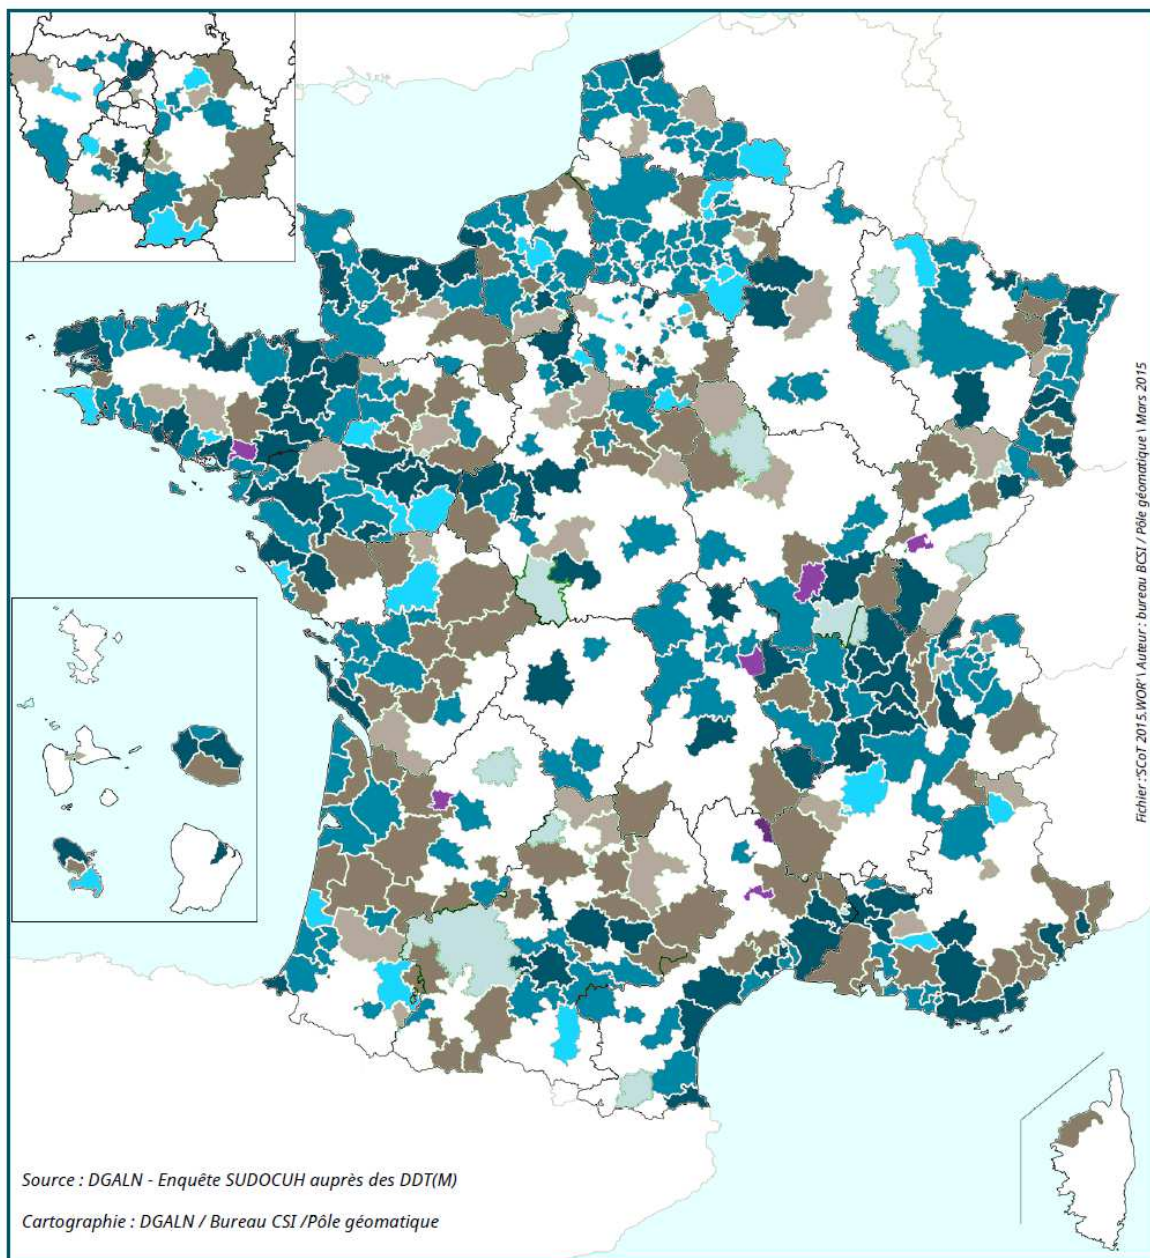 Fichier :'SCoT 2015.WOR' \ Auteur : bureau BCSI / Pôle géomatique \ Mars 2015
Source : DGALN - Enquête SUDOCUH auprès des DDT(M)
Cartographie : DGALN / Bureau CSI /Pôle géomatique